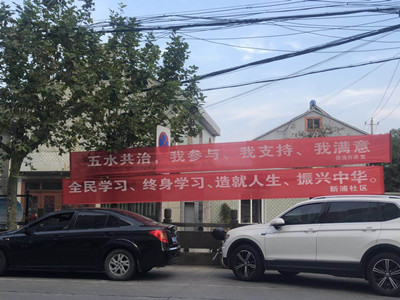 五水共治，我参与、我支持、我满意
全民学习、终身学习、造就人生、振兴中华。
新浦社区